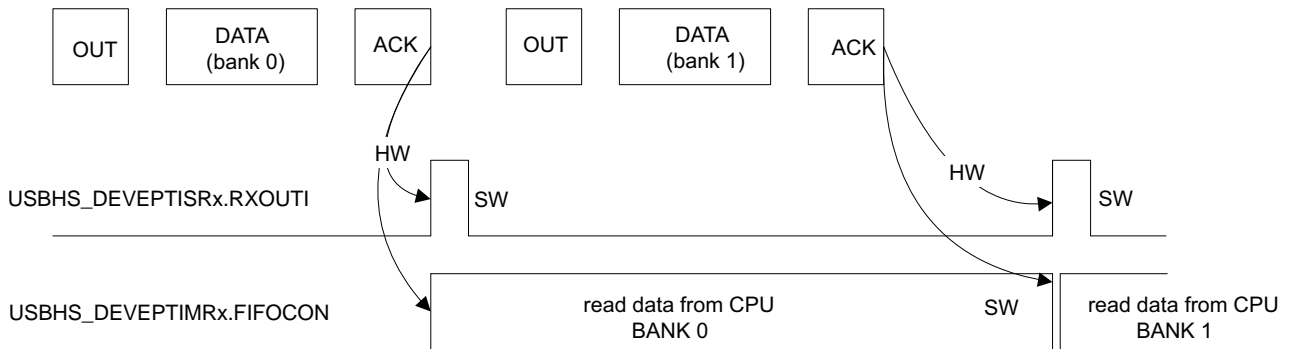 OUT
DATA
(bank 0)
ACK
OUT
DATA
(bank 1)
ACK
HW
HW
USBHS_DEVEPTISRx.RXOUTI
SW
SW
USBHS_DEVEPTIMRx.FIFOCON
read data from CPU
BANK 0
SW
read data from CPU
BANK 1